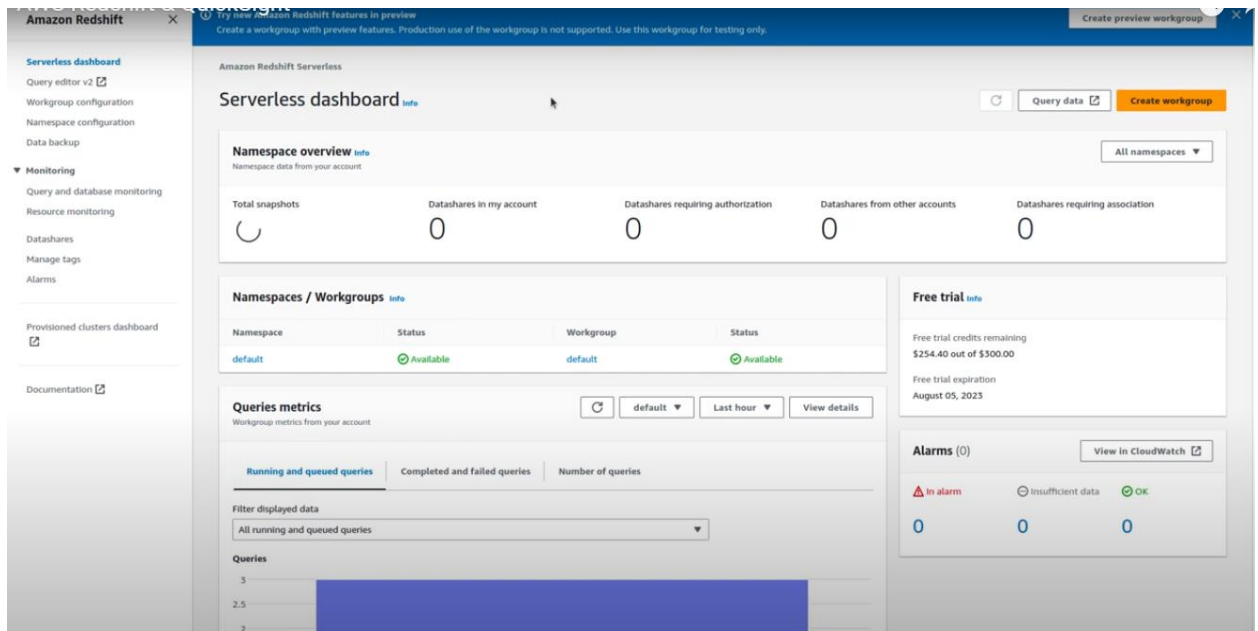 AWS Redshift & QuickSight
Amazon Redshift
Try new Amazon Redshift features in preview
Create a workgroup with preview features. Production use of the workgroup is not supported. Use this workgroup for testing only.
Create preview workgroup
Serverless dashboard
Query editor v2
Workgroup configuration
Namespace configuration
Data backup
Monitoring
Query and database monitoring
Resource monitoring
Datashares
Manage tags
Alarms
Provisioned clusters dashboard
Documentation
Amazon Redshift Serverless
Serverless dashboard Info
Query data
Create workgroup
Namespace overview Info
Namespace data from your account
All namespaces
Total snapshots
Datashares in my account
0
Datashares requiring authorization
0
Datashares from other accounts
0
Datashares requiring association
0
Namespaces / Workgroups Info
Namespace Status Workgroup Status
default Available default Available
Free trial Info
Free trial credits remaining
$254.40 out of $300.00
Free trial expiration
August 05, 2023
Queries metrics
Workgroup metrics from your account
default
Last hour
View details
Running and queued queries
Completed and failed queries
Number of queries
Filter displayed data
All running and queued queries
Queries
3
2.5
2
Alarms (0)
View in CloudWatch
In alarm
0
Insufficient data
0
OK
0